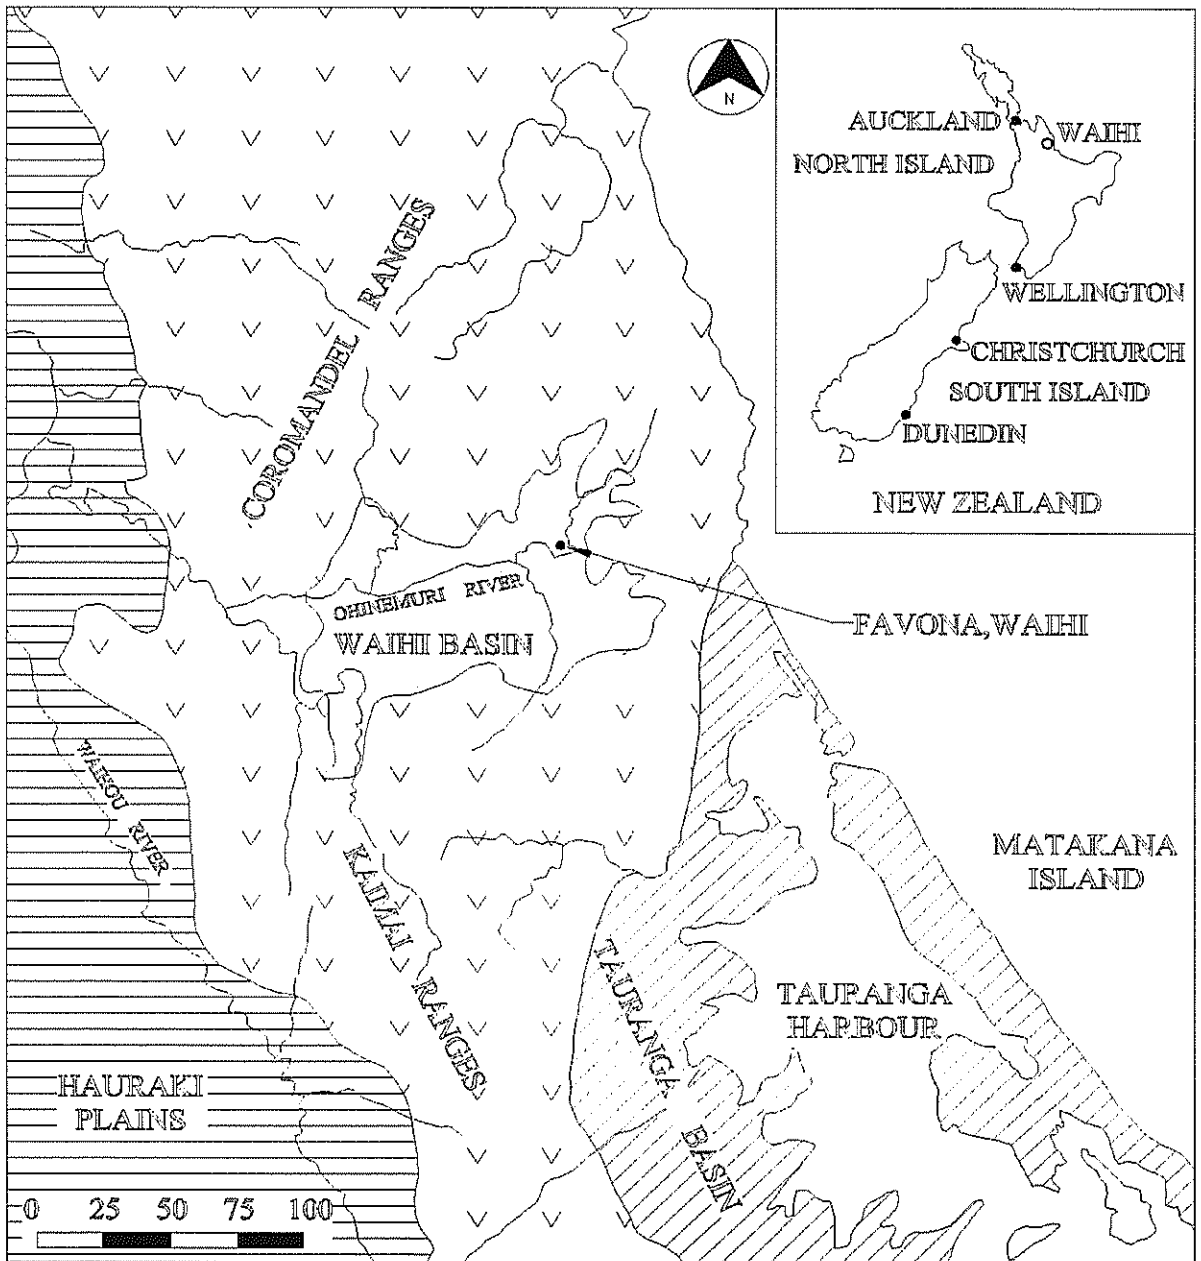 N
AUCKLAND
WAIHI
NORTH ISLAND
WELLINGTON
CHRISTCHURCH
SOUTH ISLAND
DUNEDIN
NEW ZEALAND
COROMANDEL RANGES
OHINEMURI RIVER
WAIHI BASIN
FAVONA, WAIHI
WAIHOU RIVER
KAIMAI RANGES
MATAKANA
ISLAND
TAURANGA
HARBOUR
TAURANGA BASIN
HAURAKI
PLAINS
0 25 50 75 100